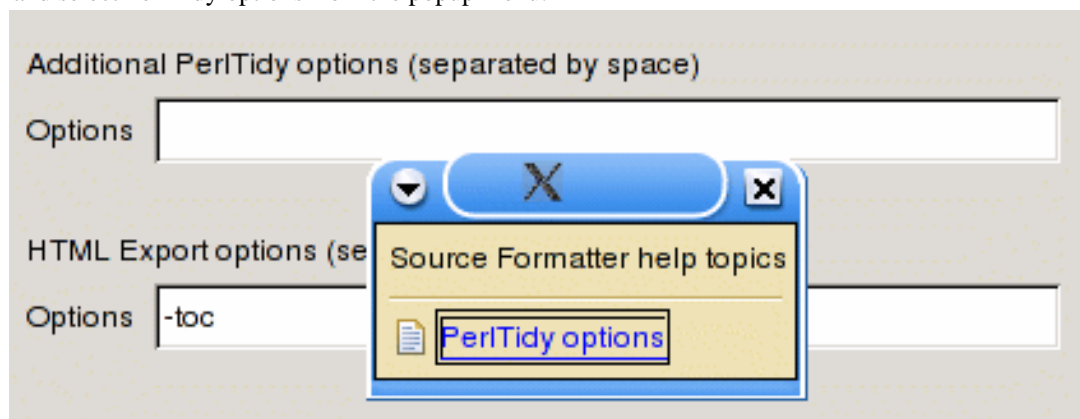 Additional PerlTidy options (separated by space)
Options
X
HTML Export options (se
Source Formatter help topics
Options -toc
PerlTidy options